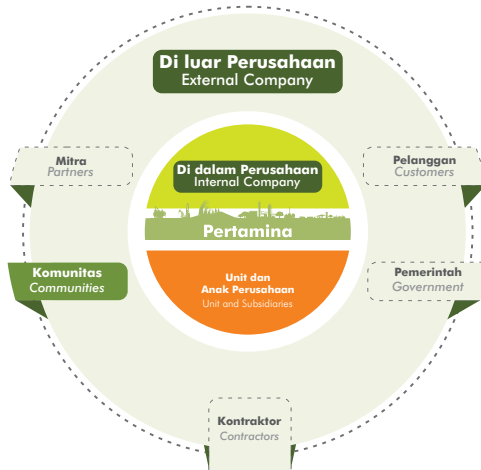 Di luar Perusahaan
External Company
Mitra
Partners
Pelanggan
Customers
Di dalam Perusahaan
Internal Company
Pertamina
Komunitas
Communities
Unit dan
Anak Perusahaan
Unit and Subsidiaries
Pemerintah
Government
Kontraktor
Contractors